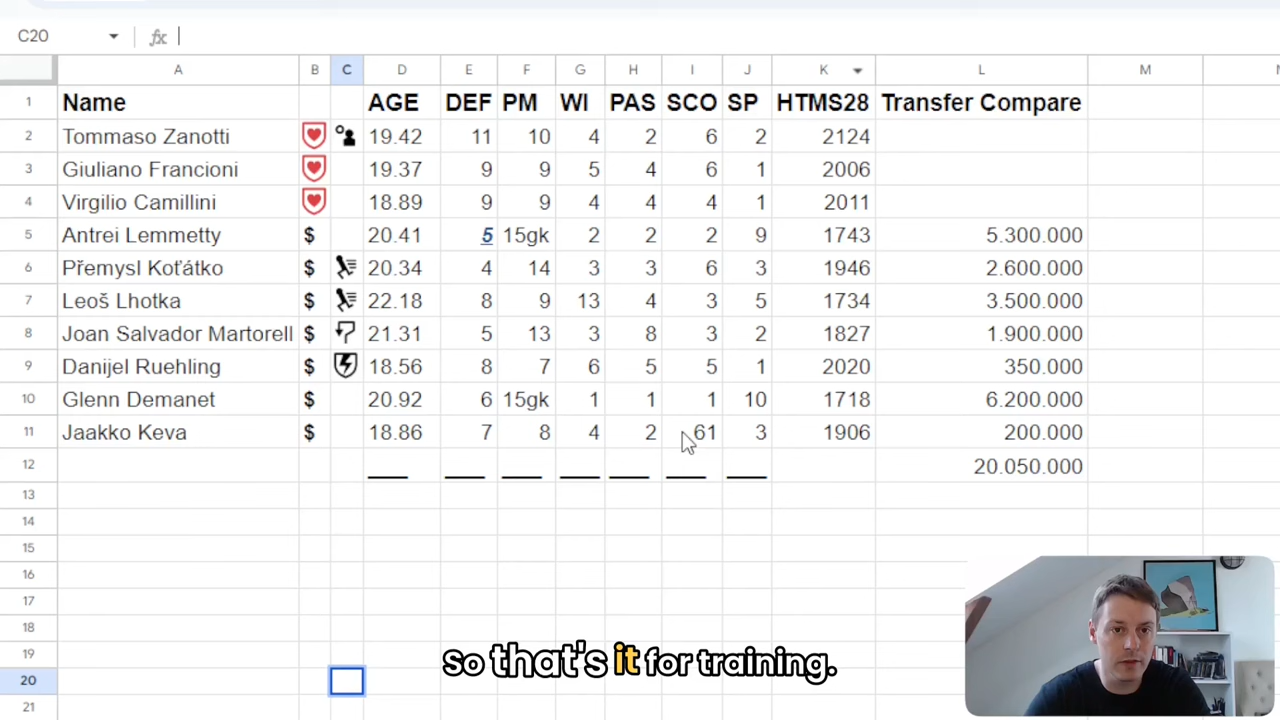 C20 fx
A B C D E F G H I J K L M
1 Name AGE DEF PM WI PAS SCO SP HTMS28 Transfer Compare
2 Tommaso Zanotti 19.42 11 10 4 2 6 2 2124
3 Giuliano Francioni 19.37 9 9 5 4 6 1 2006
4 Virgilio Camillini 18.89 9 9 4 4 4 1 2011
5 Antrei Lemmetty $ 20.41 5 15gk 2 2 2 9 1743 5.300.000
6 Přemysl Koťátko $ 20.34 4 14 3 3 6 3 1946 2.600.000
7 Leoš Lhotka $ 22.18 8 9 13 4 3 5 1734 3.500.000
8 Joan Salvador Martorell $ 21.31 5 13 3 8 3 2 1827 1.900.000
9 Danijel Ruehling $ 18.56 8 7 6 5 5 1 2020 350.000
10 Glenn Demanet $ 20.92 6 15gk 1 1 1 10 1718 6.200.000
11 Jaakko Keva $ 18.86 7 8 4 2 61 3 1906 200.000
12 ___ ___ ___ ___ ___ ___ ___ 20.050.000
13
14
15
16
17
18
19
20
21
so that's it for training.